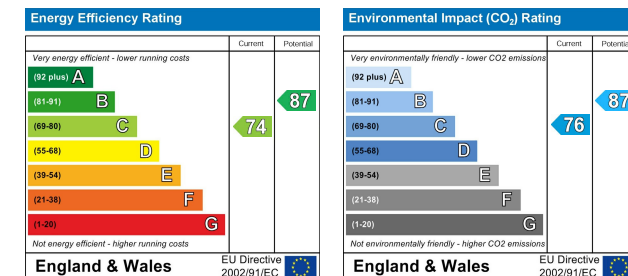 Energy Efficiency Rating
Current Potential
Very energy efficient - lower running costs
(92 plus) A
(81-91) B
(69-80) C
(55-68) D
(39-54) E
(21-38) F
(1-20) G
74
87
Not energy efficient - higher running costs
England & Wales
EU Directive
2002/91/EC
Environmental Impact (CO₂) Rating
Current Potential
Very environmentally friendly - lower CO2 emissions
(92 plus) A
(81-91) B
(69-80) C
(55-68) D
(39-54) E
(21-38) F
(1-20) G
76
87
Not environmentally friendly - higher CO2 emissions
England & Wales
EU Directive
2002/91/EC